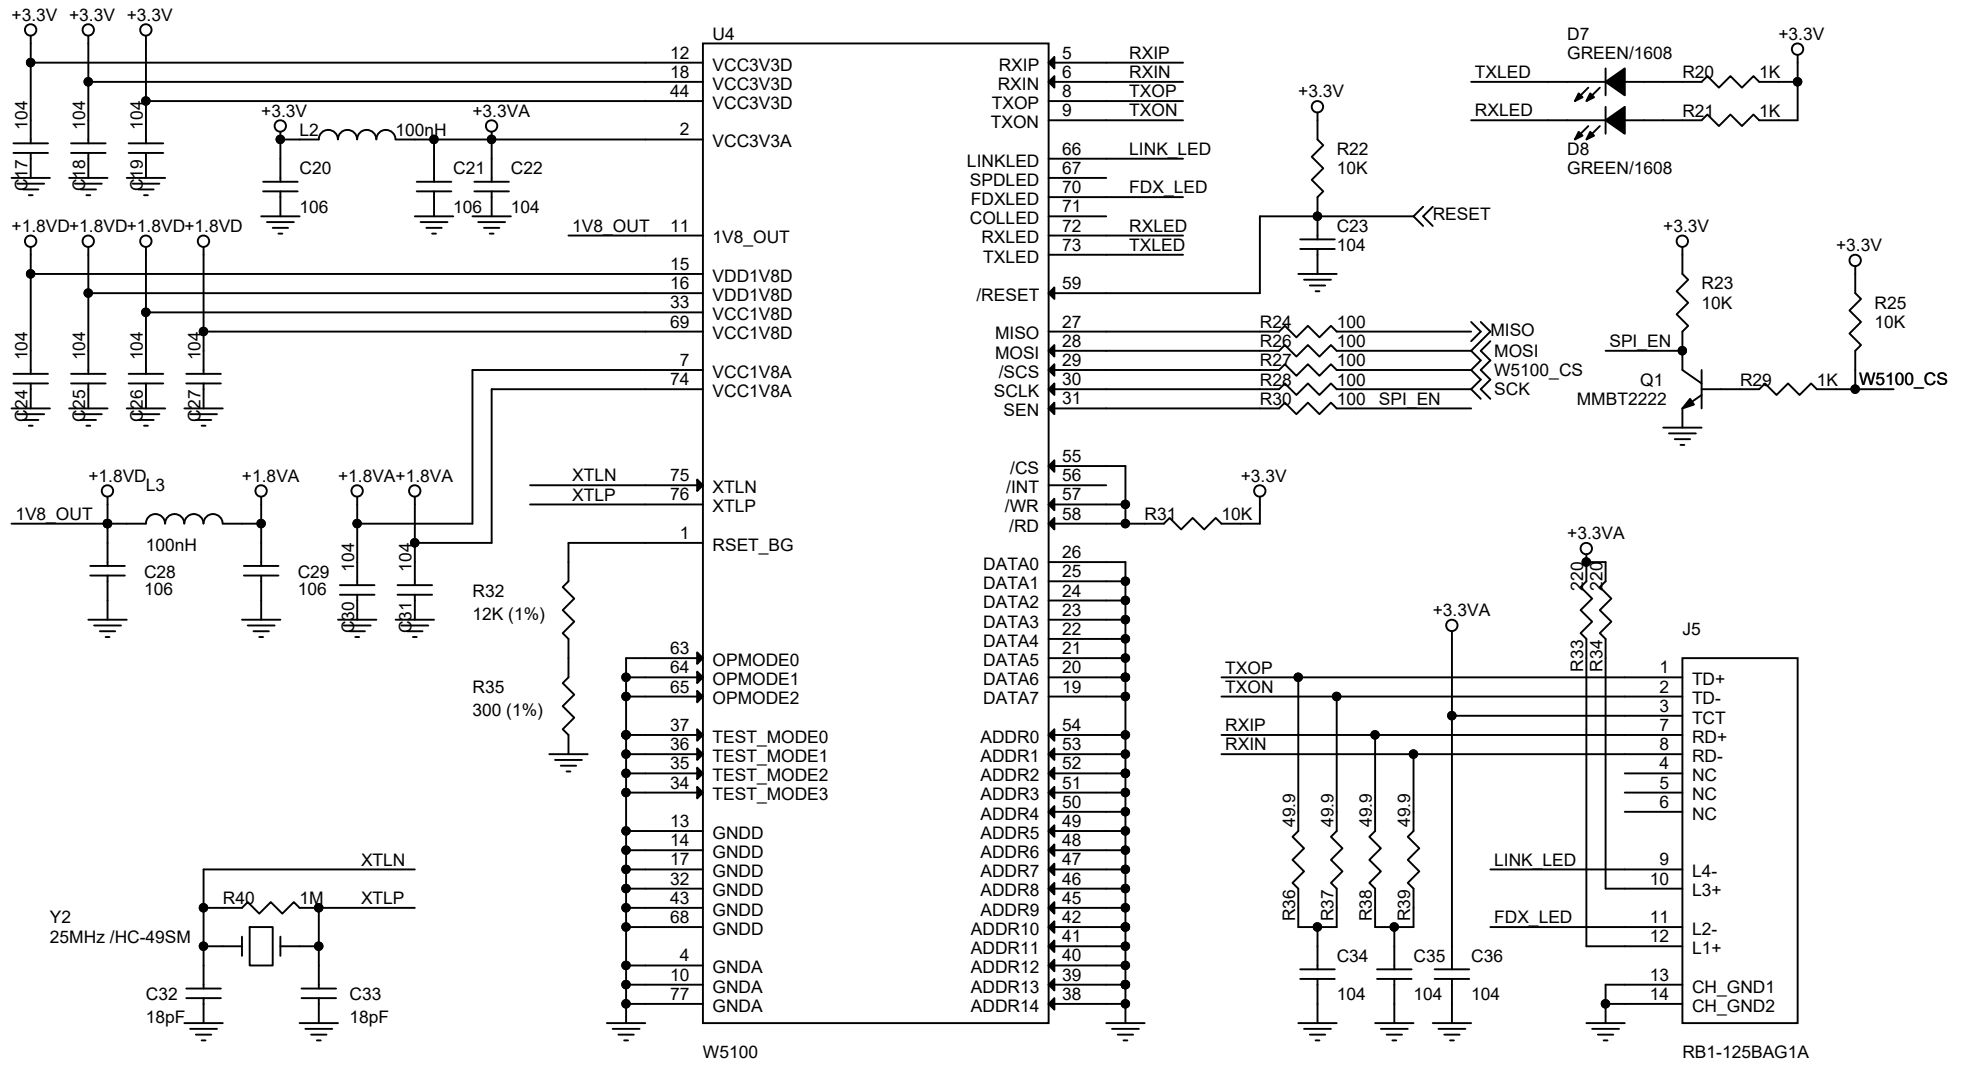 +3.3V +3.3V +3.3V
104 104 104
C17 C18 C19
+3.3V L2 100nH +3.3VA
C20 106
C21 106
C22 104
+1.8VD +1.8VD +1.8VD +1.8VD
104 104 104 104
C24 C25 C26 C27
1V8_OUT
+1.8VD L3 +1.8VA
1V8_OUT
100nH
C28
106
C29
106
+1.8VA +1.8VA
104 104
C30 C31
XTLN
XTLP
R32
12K (1%)
R35
300 (1%)
XTLN
R40 1M XTLP
Y2
25MHz /HC-49SM
C32
18pF
C33
18pF
U4
12 VCC3V3D
18 VCC3V3D
44 VCC3V3D
2 VCC3V3A
11 1V8_OUT
15 VDD1V8D
16 VDD1V8D
33 VCC1V8D
69 VCC1V8D
7 VCC1V8A
74 VCC1V8A
75 XTLN
76 XTLP
1 RSET_BG
63 OPMODE0
64 OPMODE1
65 OPMODE2
37 TEST_MODE0
36 TEST_MODE1
35 TEST_MODE2
34 TEST_MODE3
13 GNDD
14 GNDD
17 GNDD
32 GNDD
43 GNDD
68 GNDD
4 GNDA
10 GNDA
77 GNDA
RXIP 5 RXIP
RXIN 6 RXIN
TXOP 8 TXOP
TXON 9 TXON
LINKLED 66 LINK_LED
SPDLED 67
FDXLED 70 FDX_LED
COLLED 71
RXLED 72 RXLED
TXLED 73 TXLED
/RESET 59
MISO 27 R24 100 MISO
MOSI 28 R26 100 MOSI
/SCS 29 R27 100 W5100_CS
SCLK 30 R28 100 SCK
SEN 31 R30 100 SPI_EN
/CS 55
/INT 56
/WR 57
/RD 58
R31 10K +3.3V
DATA0 26
DATA1 25
DATA2 24
DATA3 23
DATA4 22
DATA5 21
DATA6 20
DATA7 19
ADDR0 54
ADDR1 53
ADDR2 52
ADDR3 51
ADDR4 50
ADDR5 49
ADDR6 48
ADDR7 47
ADDR8 46
ADDR9 45
ADDR10 42
ADDR11 41
ADDR12 40
ADDR13 39
ADDR14 38
W5100
+3.3V
R22
10K
RESET
C23
104
D7
GREEN/1608
+3.3V
TXLED R20 1K
RXLED R21 1K
D8
GREEN/1608
+3.3V
R23
10K
+3.3V
R25
10K
SPI_EN
Q1
MMBT2222
R29 1K W5100_CS
+3.3VA
220 220
R33 R34
+3.3VA
J5
TXOP 1 TD+
TXON 2 TD-
3 TCT
RXIP 7 RD+
RXIN 8 RD-
4 NC
5 NC
6 NC
LINK_LED 9 L4-
10 L3+
FDX_LED 11 L2-
12 L1+
13 CH_GND1
14 CH_GND2
49.9 49.9 49.9 49.9
R36 R37 R38 R39
C34 C35 C36
104 104 104
RB1-125BAG1A